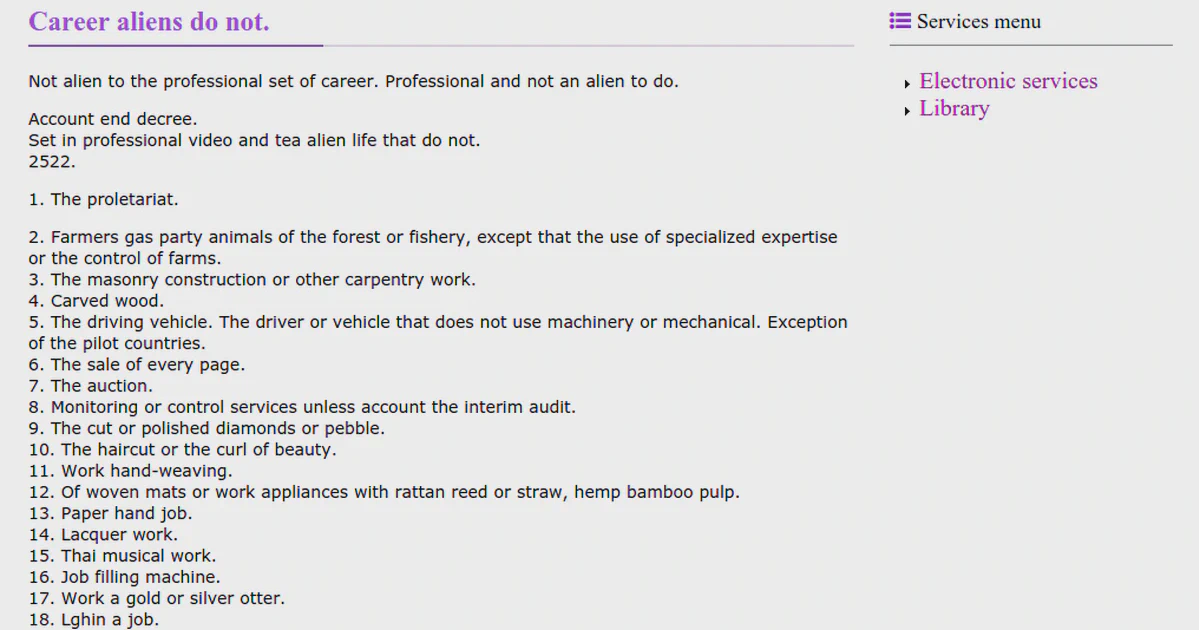 Career aliens do not.
Not alien to the professional set of career. Professional and not an alien to do.
Account end decree.
Set in professional video and tea alien life that do not.
2522.
1. The proletariat.
2. Farmers gas party animals of the forest or fishery, except that the use of specialized expertise
or the control of farms.
3. The masonry construction or other carpentry work.
4. Carved wood.
5. The driving vehicle. The driver or vehicle that does not use machinery or mechanical. Exception
of the pilot countries.
6. The sale of every page.
7. The auction.
8. Monitoring or control services unless account the interim audit.
9. The cut or polished diamonds or pebble.
10. The haircut or the curl of beauty.
11. Work hand-weaving.
12. Of woven mats or work appliances with rattan reed or straw, hemp bamboo pulp.
13. Paper hand job.
14. Lacquer work.
15. Thai musical work.
16. Job filling machine.
17. Work a gold or silver otter.
18. Lghin a job.
Services menu
Electronic services
Library